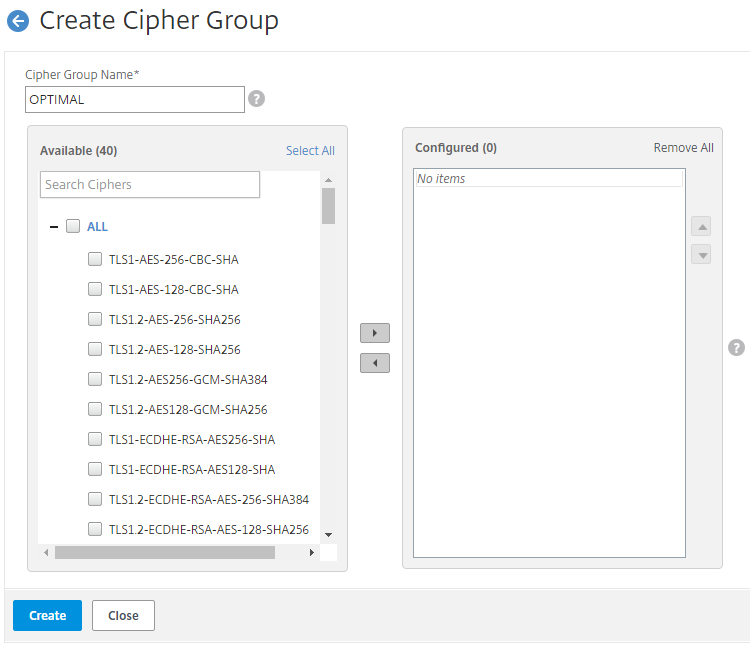 Create Cipher Group
Cipher Group Name*
OPTIMAL
?
Available (40)
Select All
Search Ciphers
ALL
TLS1-AES-256-CBC-SHA
TLS1-AES-128-CBC-SHA
TLS1.2-AES-256-SHA256
TLS1.2-AES-128-SHA256
TLS1.2-AES256-GCM-SHA384
TLS1.2-AES128-GCM-SHA256
TLS1-ECDHE-RSA-AES256-SHA
TLS1-ECDHE-RSA-AES128-SHA
TLS1.2-ECDHE-RSA-AES-256-SHA384
TLS1.2-ECDHE-RSA-AES-128-SHA256
Configured (0)
Remove All
No items
?
Create
Close